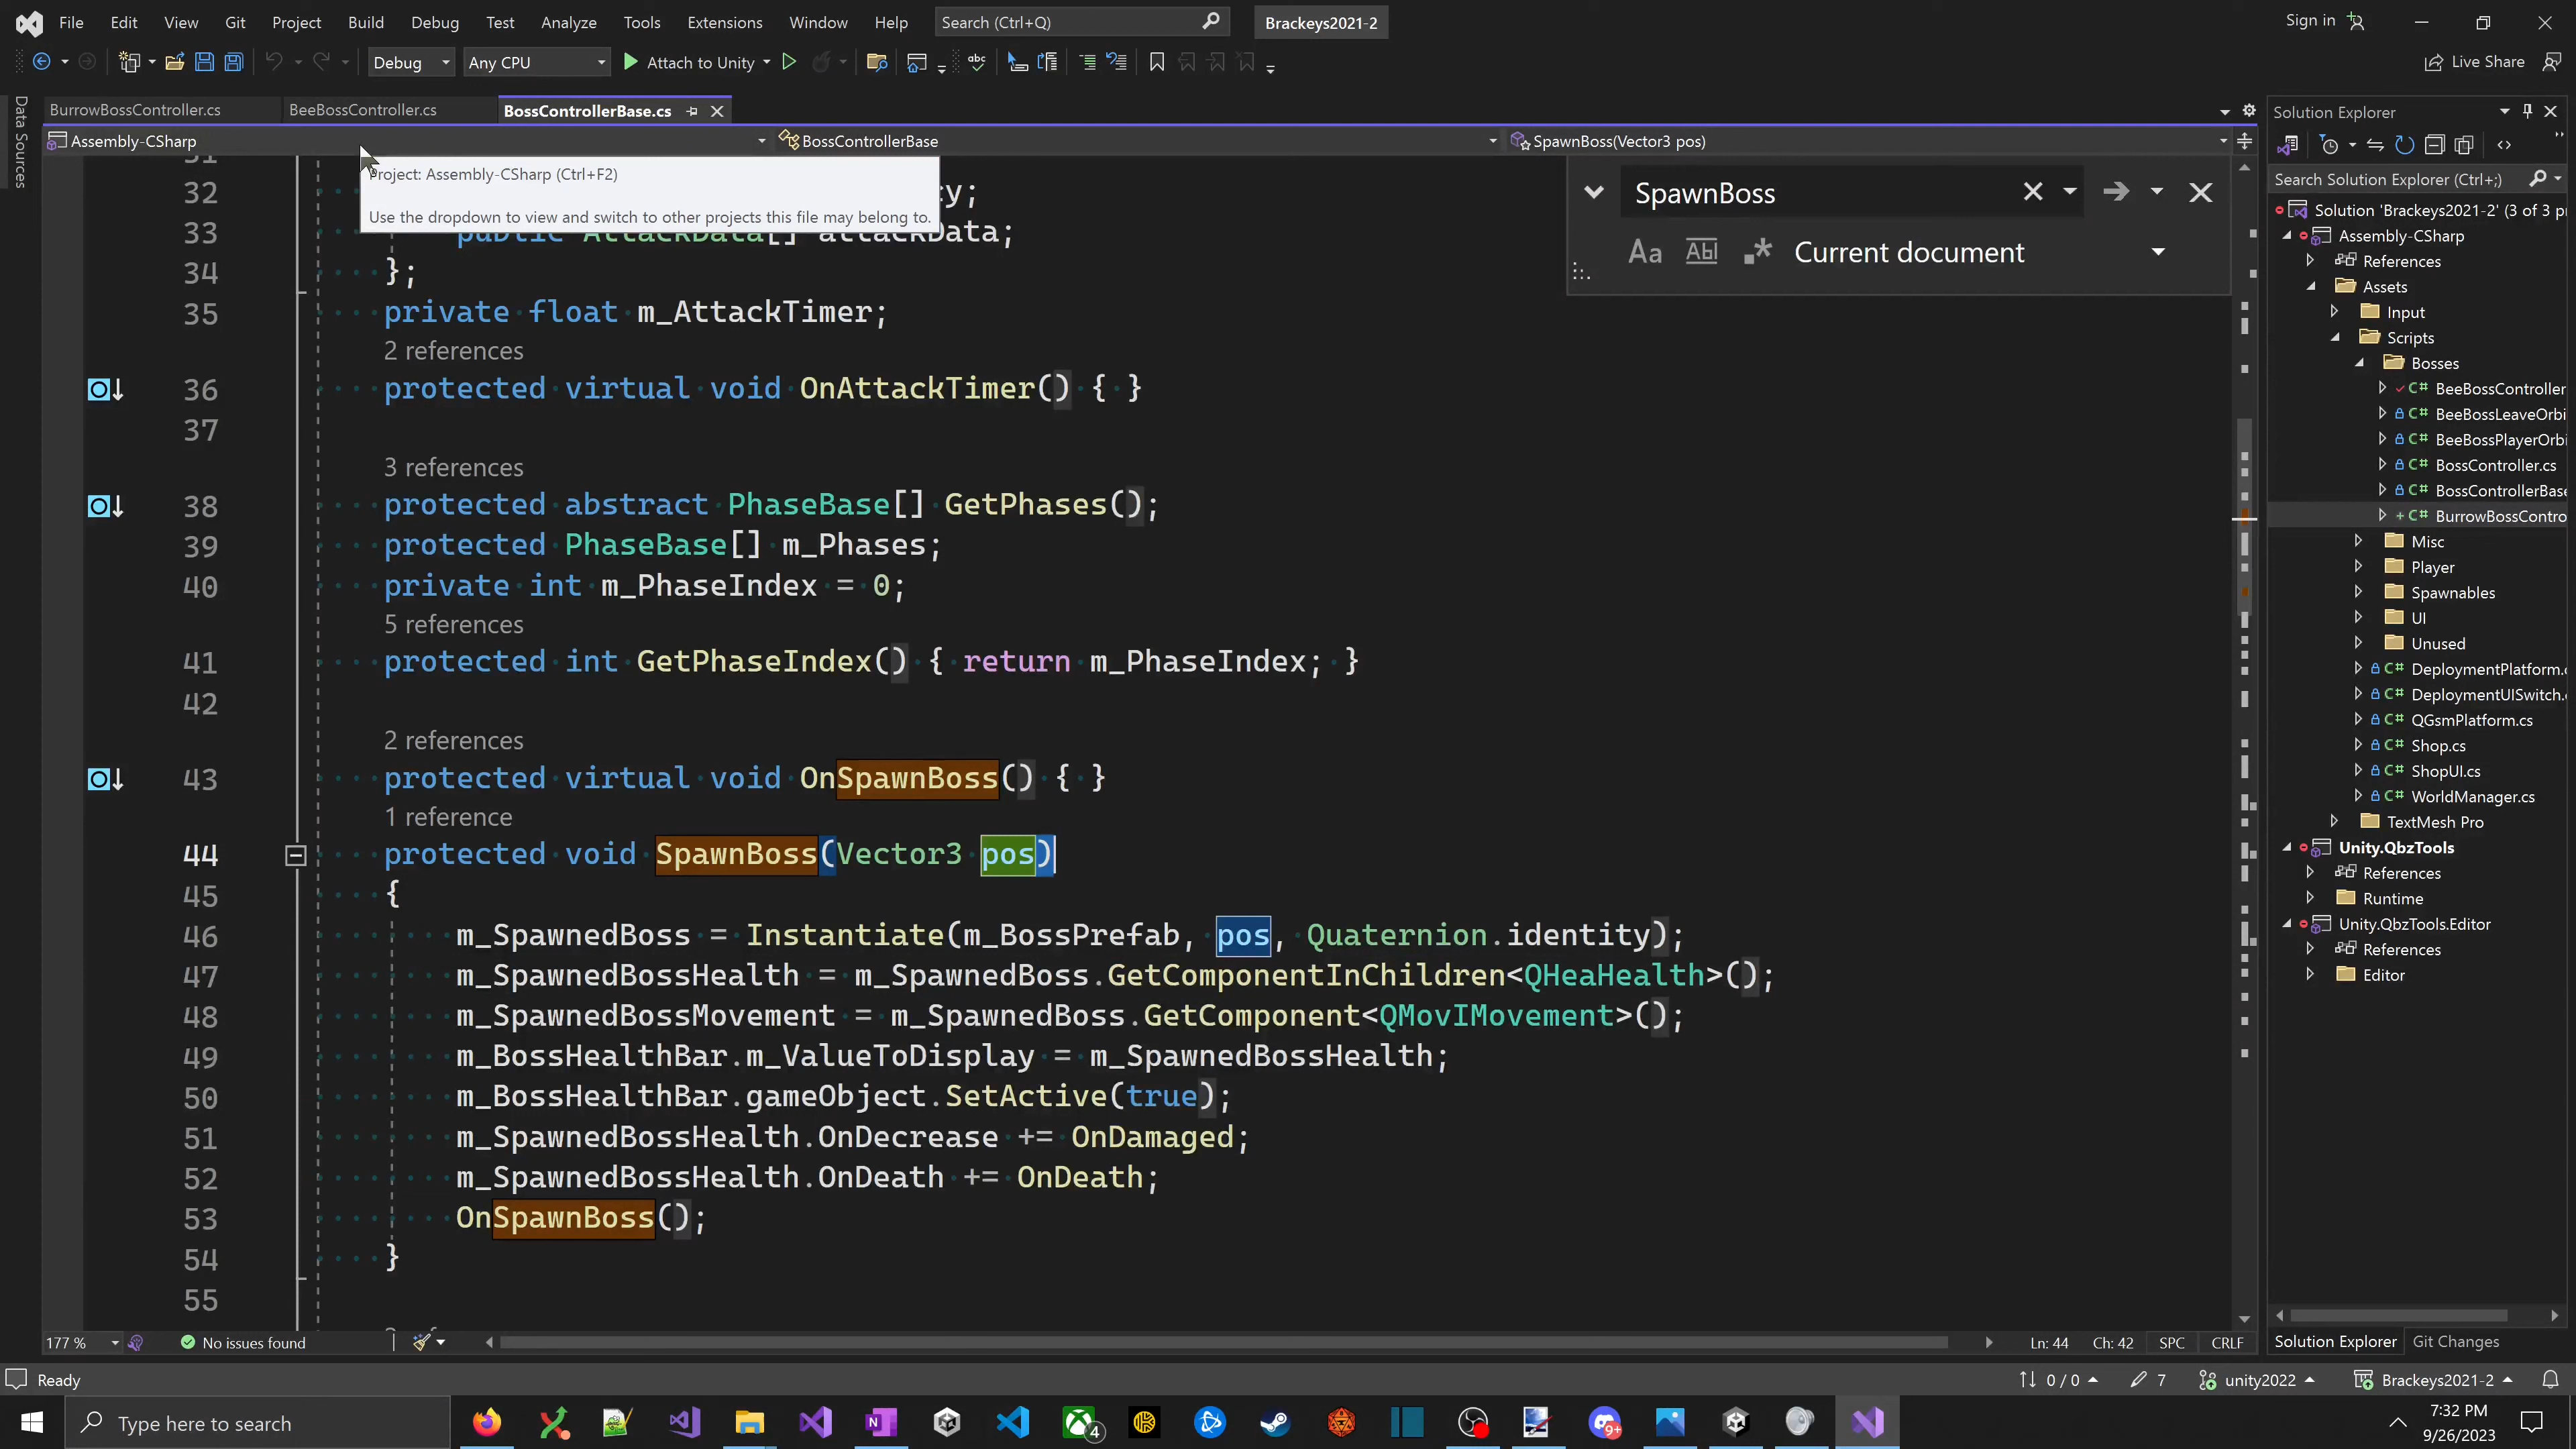 File Edit View Git Project Build Debug Test Analyze Tools Extensions Window Help Search (Ctrl+Q) Brackeys2021-2 Sign in
Debug Any CPU Attach to Unity Live Share
Data Sources
BurrowBossController.cs BeeBossController.cs BossControllerBase.cs
Assembly-CSharp BossControllerBase SpawnBoss(Vector3 pos)
Project: Assembly-CSharp (Ctrl+F2)
Use the dropdown to view and switch to other projects this file may belong to.
SpawnBoss
Aa Abl .* Current document
31
32 y;
33 public AttackData[] attackData;
34 };
35 private float m_AttackTimer;
2 references
36 protected virtual void OnAttackTimer() { }
37
3 references
38 protected abstract PhaseBase[] GetPhases();
39 protected PhaseBase[] m_Phases;
40 private int m_PhaseIndex = 0;
5 references
41 protected int GetPhaseIndex() { return m_PhaseIndex; }
42
2 references
43 protected virtual void OnSpawnBoss() { }
1 reference
44 protected void SpawnBoss(Vector3 pos)
45 {
46 m_SpawnedBoss = Instantiate(m_BossPrefab, pos, Quaternion.identity);
47 m_SpawnedBossHealth = m_SpawnedBoss.GetComponentInChildren<QHeaHealth>();
48 m_SpawnedBossMovement = m_SpawnedBoss.GetComponent<QMovIMovement>();
49 m_BossHealthBar.m_ValueToDisplay = m_SpawnedBossHealth;
50 m_BossHealthBar.gameObject.SetActive(true);
51 m_SpawnedBossHealth.OnDecrease += OnDamaged;
52 m_SpawnedBossHealth.OnDeath += OnDeath;
53 OnSpawnBoss();
54 }
55
177 % No issues found Ln: 44 Ch: 42 SPC CRLF
Solution Explorer
Search Solution Explorer (Ctrl+;)
Solution 'Brackeys2021-2' (3 of 3 pr
Assembly-CSharp
References
Assets
Input
Scripts
Bosses
C# BeeBossController
C# BeeBossLeaveOrbi
C# BeeBossPlayerOrbi
C# BossController.cs
C# BossControllerBase
C# BurrowBossContro
Misc
Player
Spawnables
UI
Unused
C# DeploymentPlatform.c
C# DeploymentUISwitch.c
C# QGsmPlatform.cs
C# Shop.cs
C# ShopUI.cs
C# WorldManager.cs
TextMesh Pro
Unity.QbzTools
References
Runtime
Unity.QbzTools.Editor
References
Editor
Solution Explorer Git Changes
Ready 0 / 0 7 unity2022 Brackeys2021-2
Type here to search 4 9+ 7:32 PM
9/26/2023